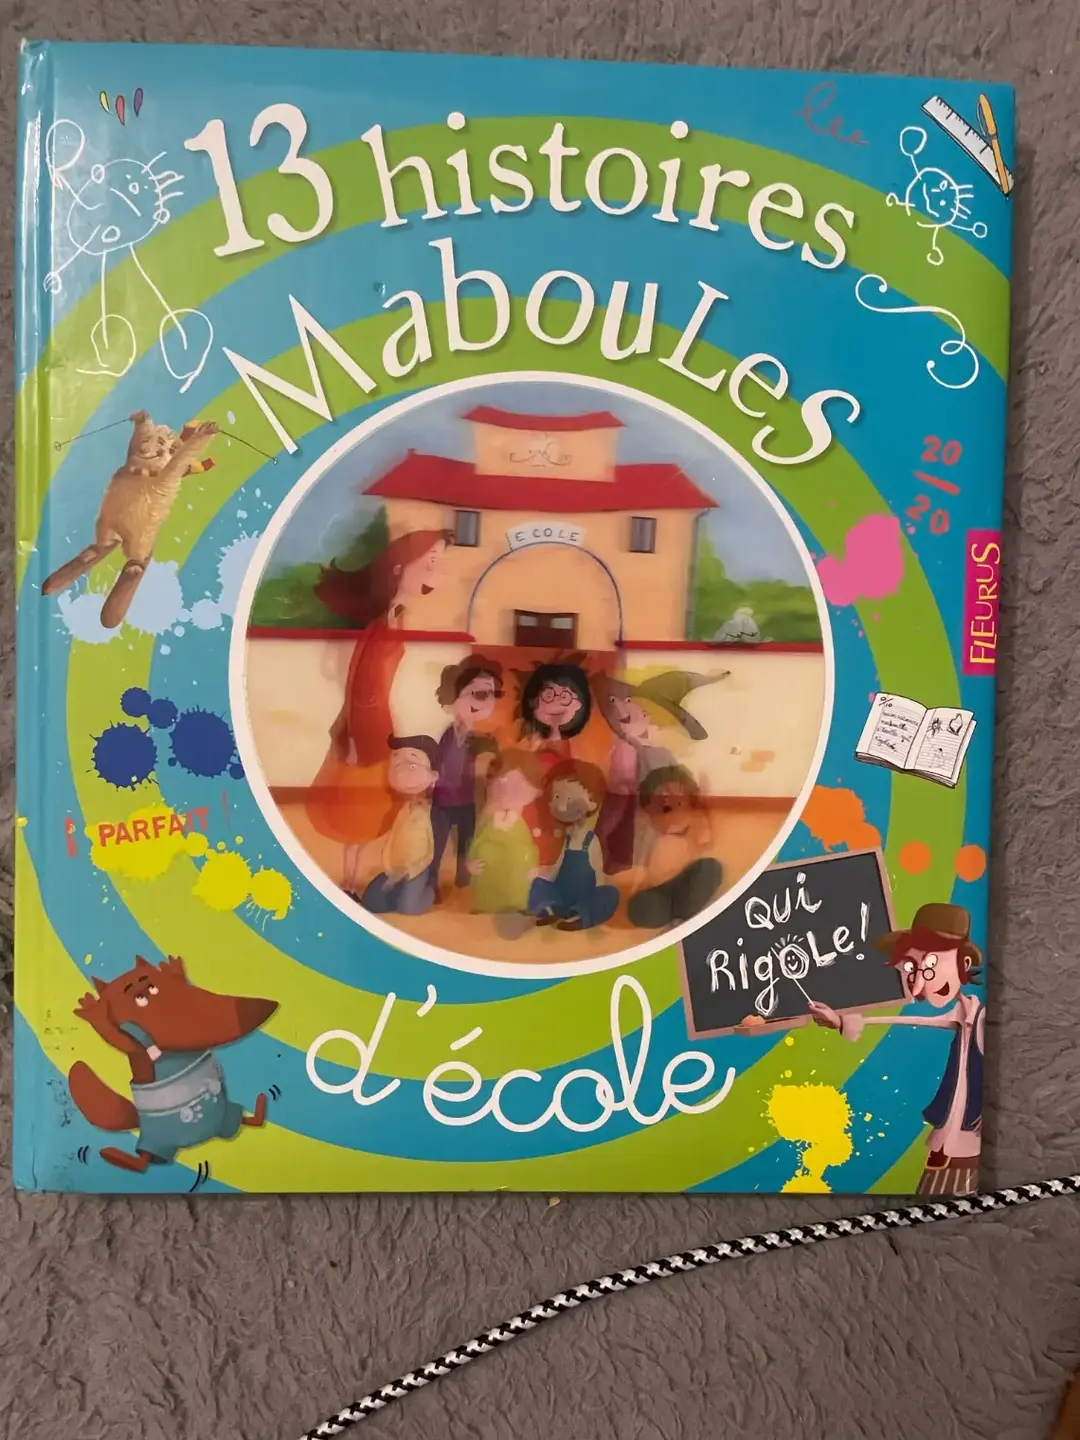 13 histoires
MabouLes
20
20
ECOLE
FLEURUS
PARFAIT !
QUi
RigoLe!
d'école